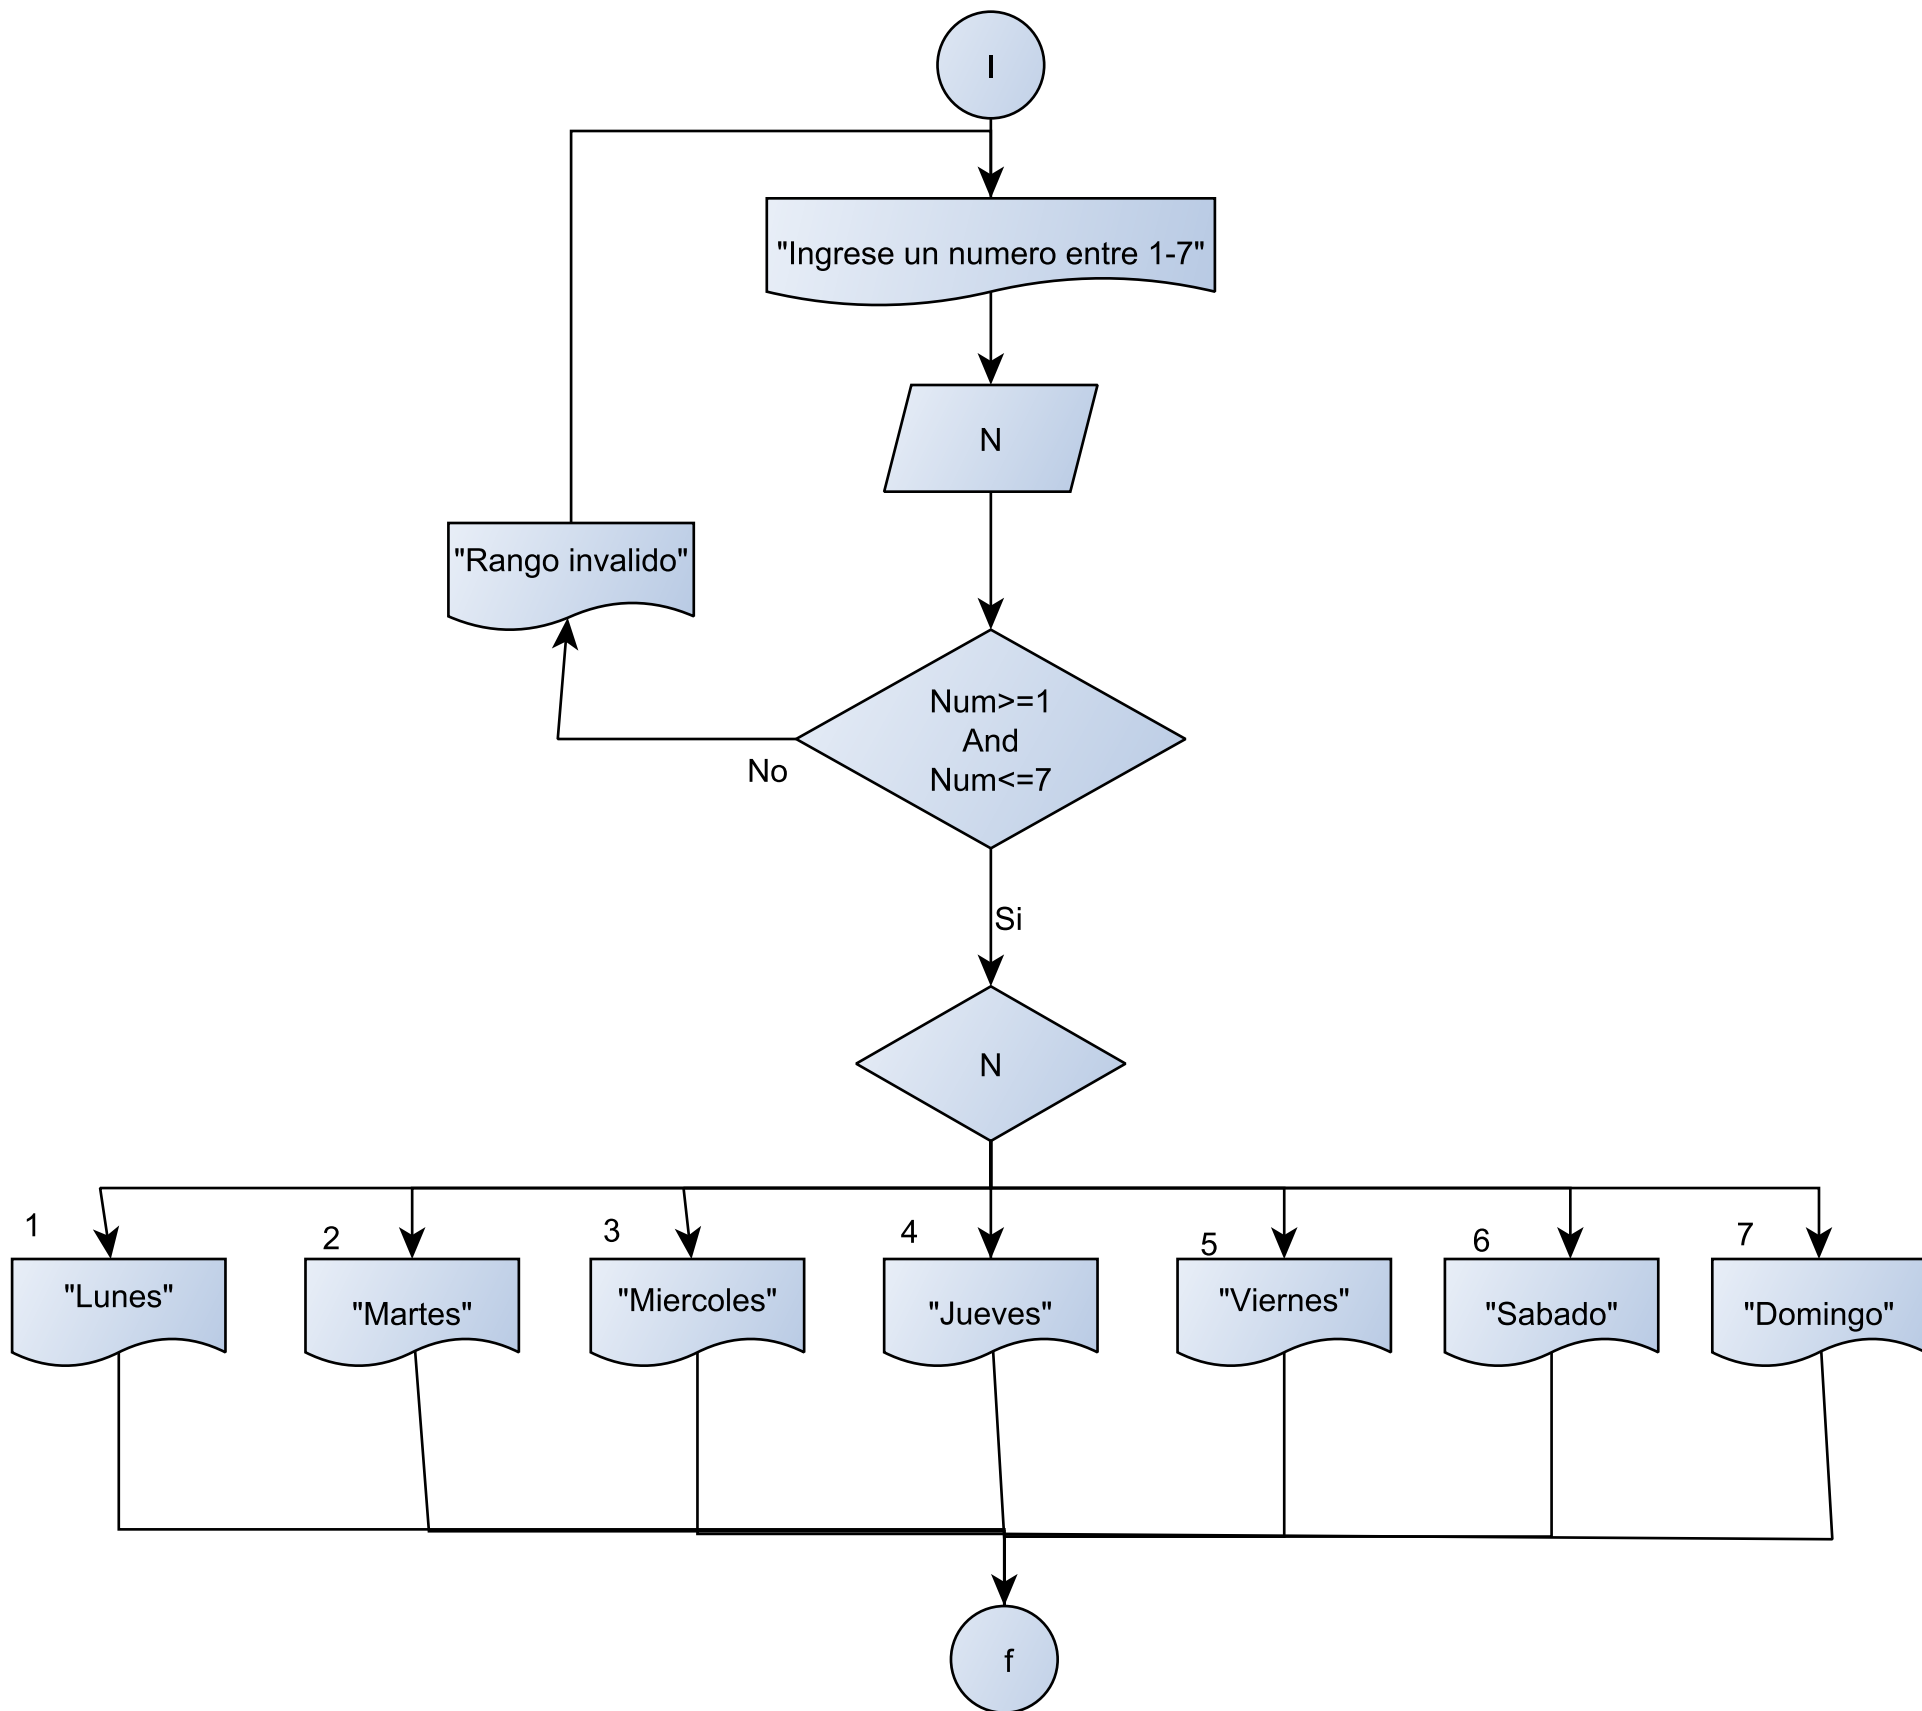 I
"Ingrese un numero entre 1-7"
N
"Rango invalido"
Num>=1
And
Num<=7
No
Si
N
1
2
3
4
5
6
7
"Lunes"
"Martes"
"Miercoles"
"Jueves"
"Viernes"
"Sabado"
"Domingo"
f